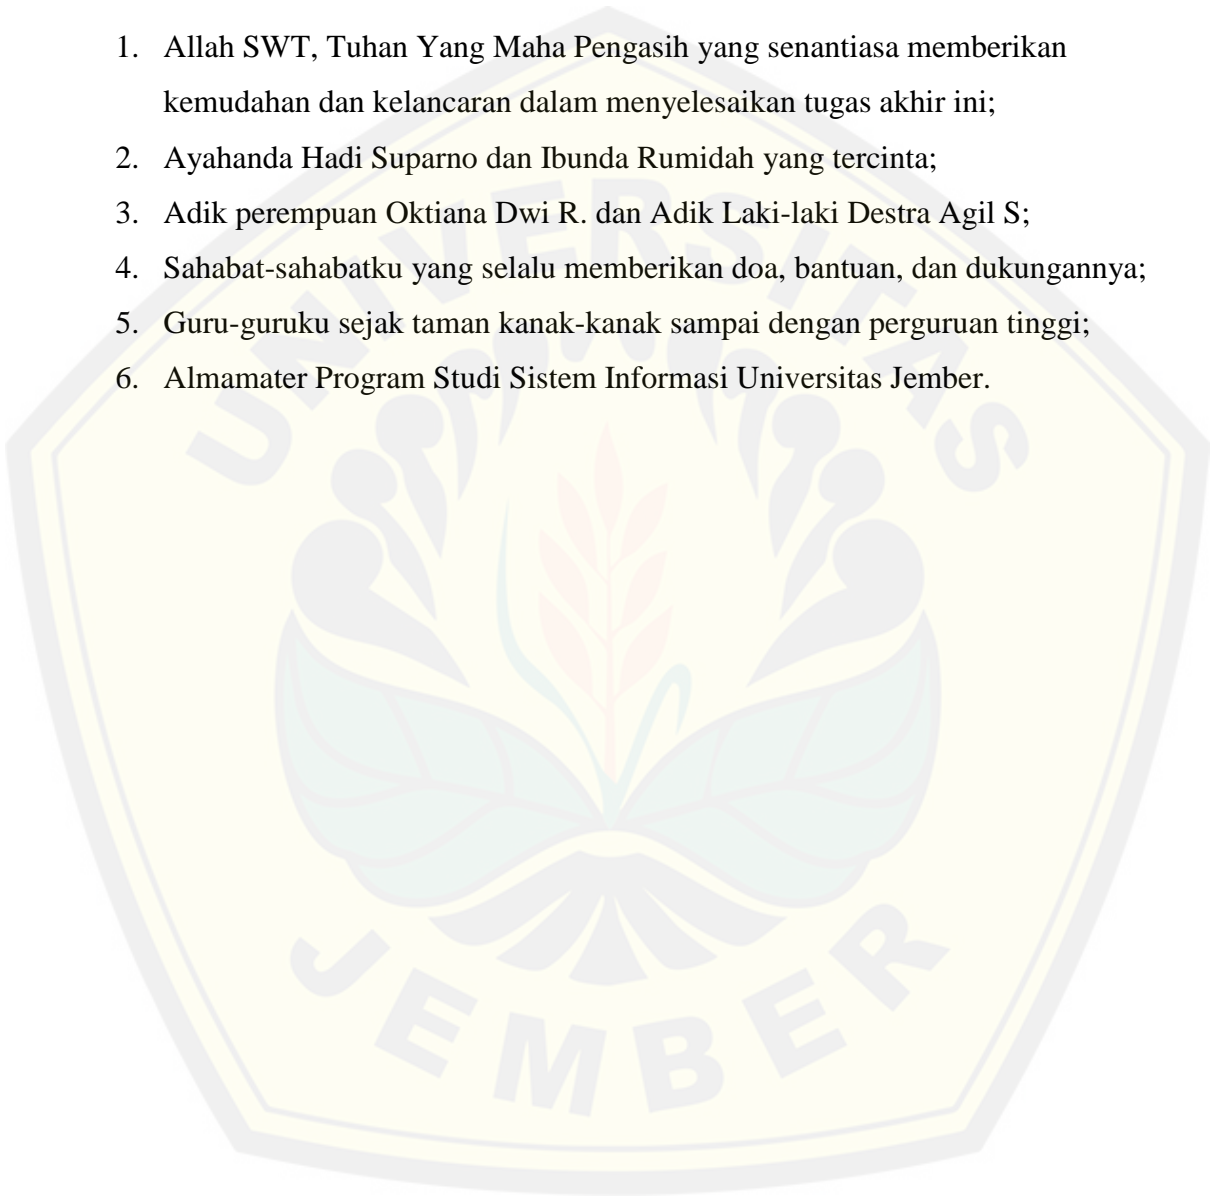 1. Allah SWT, Tuhan Yang Maha Pengasih yang senantiasa memberikan
kemudahan dan kelancaran dalam menyelesaikan tugas akhir ini;
2. Ayahanda Hadi Suparno dan Ibunda Rumidah yang tercinta;
3. Adik perempuan Oktiana Dwi R. dan Adik Laki-laki Destra Agil S;
4. Sahabat-sahabatku yang selalu memberikan doa, bantuan, dan dukungannya;
5. Guru-guruku sejak taman kanak-kanak sampai dengan perguruan tinggi;
6. Almamater Program Studi Sistem Informasi Universitas Jember.
UNIVERSITAS
JEMBER